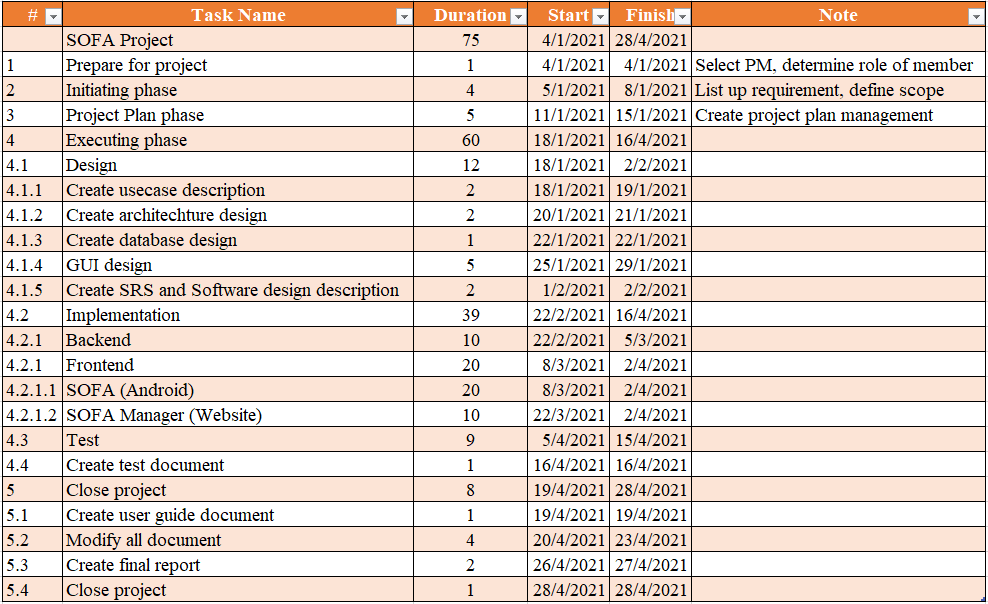 # Task Name Duration Start Finish Note
SOFA Project 75 4/1/2021 28/4/2021
1 Prepare for project 1 4/1/2021 4/1/2021 Select PM, determine role of member
2 Initiating phase 4 5/1/2021 8/1/2021 List up requirement, define scope
3 Project Plan phase 5 11/1/2021 15/1/2021 Create project plan management
4 Executing phase 60 18/1/2021 16/4/2021
4.1 Design 12 18/1/2021 2/2/2021
4.1.1 Create usecase description 2 18/1/2021 19/1/2021
4.1.2 Create architechture design 2 20/1/2021 21/1/2021
4.1.3 Create database design 1 22/1/2021 22/1/2021
4.1.4 GUI design 5 25/1/2021 29/1/2021
4.1.5 Create SRS and Software design description 2 1/2/2021 2/2/2021
4.2 Implementation 39 22/2/2021 16/4/2021
4.2.1 Backend 10 22/2/2021 5/3/2021
4.2.1 Frontend 20 8/3/2021 2/4/2021
4.2.1.1 SOFA (Android) 20 8/3/2021 2/4/2021
4.2.1.2 SOFA Manager (Website) 10 22/3/2021 2/4/2021
4.3 Test 9 5/4/2021 15/4/2021
4.4 Create test document 1 16/4/2021 16/4/2021
5 Close project 8 19/4/2021 28/4/2021
5.1 Create user guide document 1 19/4/2021 19/4/2021
5.2 Modify all document 4 20/4/2021 23/4/2021
5.3 Create final report 2 26/4/2021 27/4/2021
5.4 Close project 1 28/4/2021 28/4/2021